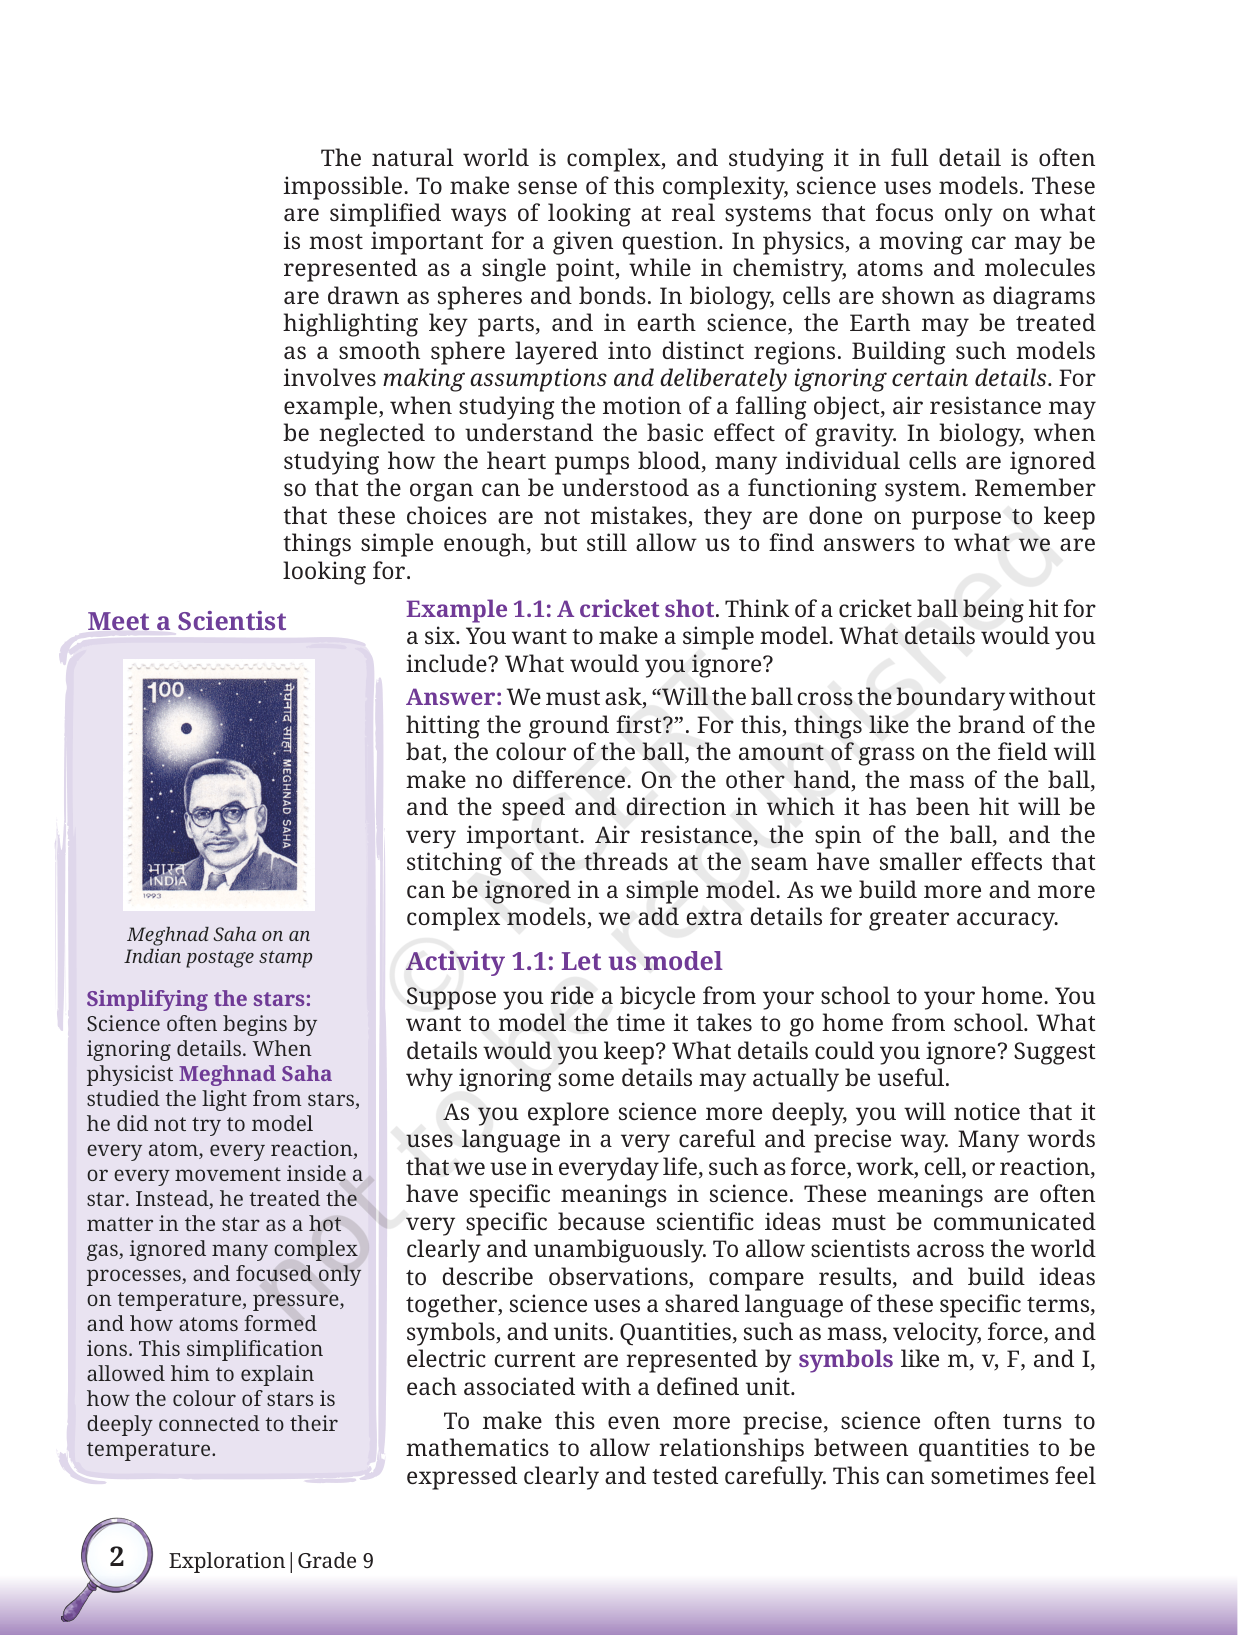 The natural world is complex, and studying it in full detail is often
impossible. To make sense of this complexity, science uses models. These
are simplified ways of looking at real systems that focus only on what
is most important for a given question. In physics, a moving car may be
represented as a single point, while in chemistry, atoms and molecules
are drawn as spheres and bonds. In biology, cells are shown as diagrams
highlighting key parts, and in earth science, the Earth may be treated
as a smooth sphere layered into distinct regions. Building such models
involves making assumptions and deliberately ignoring certain details. For
example, when studying the motion of a falling object, air resistance may
be neglected to understand the basic effect of gravity. In biology, when
studying how the heart pumps blood, many individual cells are ignored
so that the organ can be understood as a functioning system. Remember
that these choices are not mistakes, they are done on purpose to keep
things simple enough, but still allow us to find answers to what we are
looking for.
Meet a Scientist
1.00
मेघनाद साहा MEGHNAD SAHA
भारत
INDIA
1993
Meghnad Saha on an
Indian postage stamp
Simplifying the stars:
Science often begins by
ignoring details. When
physicist Meghnad Saha
studied the light from stars,
he did not try to model
every atom, every reaction,
or every movement inside a
star. Instead, he treated the
matter in the star as a hot
gas, ignored many complex
processes, and focused only
on temperature, pressure,
and how atoms formed
ions. This simplification
allowed him to explain
how the colour of stars is
deeply connected to their
temperature.
Example 1.1: A cricket shot. Think of a cricket ball being hit for
a six. You want to make a simple model. What details would you
include? What would you ignore?
Answer: We must ask, “Will the ball cross the boundary without
hitting the ground first?”. For this, things like the brand of the
bat, the colour of the ball, the amount of grass on the field will
make no difference. On the other hand, the mass of the ball,
and the speed and direction in which it has been hit will be
very important. Air resistance, the spin of the ball, and the
stitching of the threads at the seam have smaller effects that
can be ignored in a simple model. As we build more and more
complex models, we add extra details for greater accuracy.
Activity 1.1: Let us model
Suppose you ride a bicycle from your school to your home. You
want to model the time it takes to go home from school. What
details would you keep? What details could you ignore? Suggest
why ignoring some details may actually be useful.
As you explore science more deeply, you will notice that it
uses language in a very careful and precise way. Many words
that we use in everyday life, such as force, work, cell, or reaction,
have specific meanings in science. These meanings are often
very specific because scientific ideas must be communicated
clearly and unambiguously. To allow scientists across the world
to describe observations, compare results, and build ideas
together, science uses a shared language of these specific terms,
symbols, and units. Quantities, such as mass, velocity, force, and
electric current are represented by symbols like m, v, F, and I,
each associated with a defined unit.
To make this even more precise, science often turns to
mathematics to allow relationships between quantities to be
expressed clearly and tested carefully. This can sometimes feel
© NCERT
not to be republished
2
Exploration|Grade 9